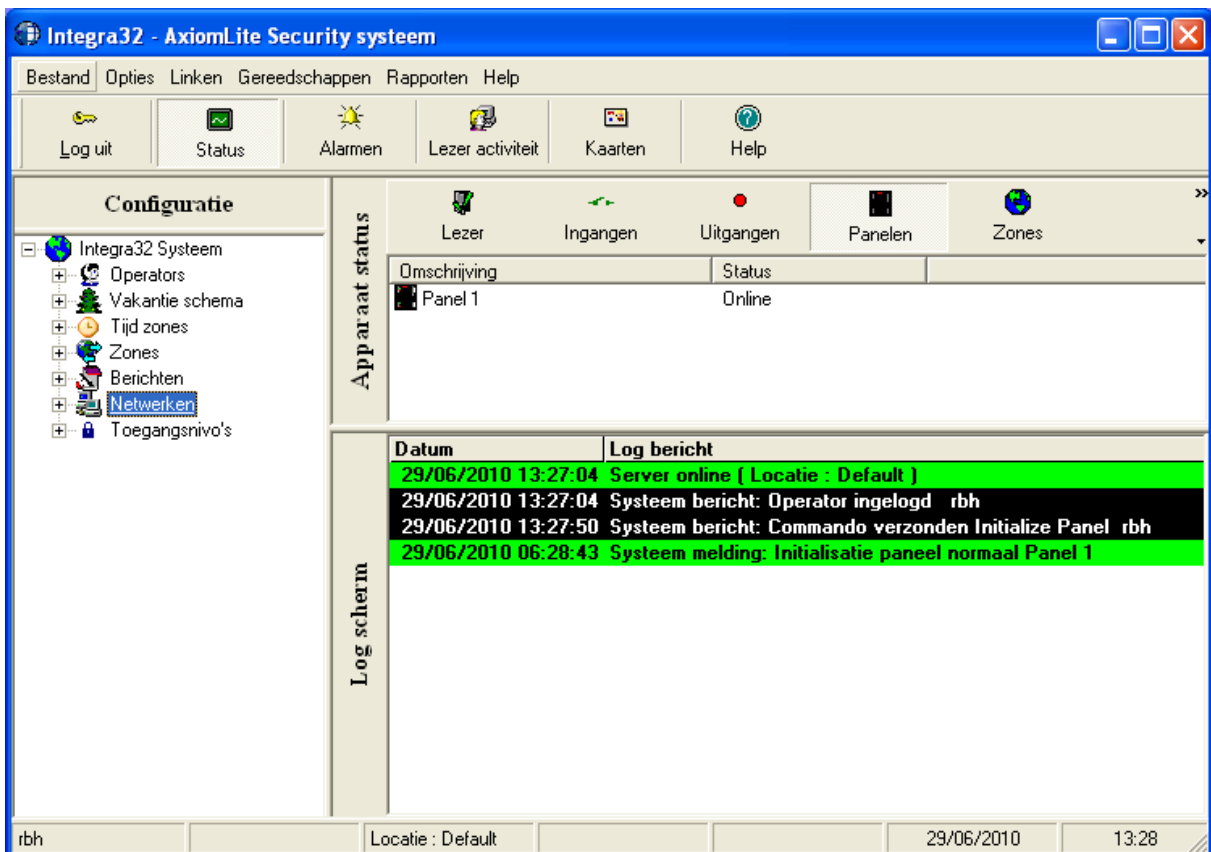 Integra32 - AxiomLite Security systeem
Bestand Opties Linken Gereedschappen Rapporten Help
Log uit Status Alarmen Lezer activiteit Kaarten Help
Configuratie
Integra32 Systeem
Operators
Vakantie schema
Tijd zones
Zones
Berichten
Netwerken
Toegangsnivo's
Apparaat status
Lezer Ingangen Uitgangen Panelen Zones
Omschrijving Status
Panel 1 Online
Log scherm
Datum Log bericht
29/06/2010 13:27:04 Server online ( Locatie : Default )
29/06/2010 13:27:04 Systeem bericht: Operator ingelogd rbh
29/06/2010 13:27:50 Systeem bericht: Commando verzonden Initialize Panel rbh
29/06/2010 06:28:43 Systeem melding: Initialisatie paneel normaal Panel 1
rbh Locatie : Default 29/06/2010 13:28